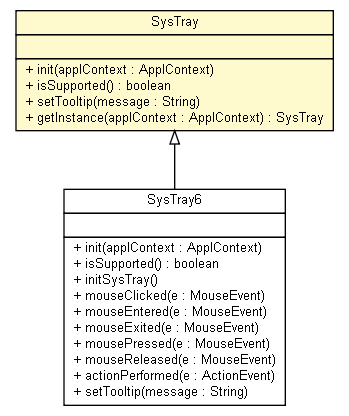 SysTray
+ init(applContext : ApplContext)
+ isSupported() : boolean
+ setTooltip(message : String)
+ getInstance(applContext : ApplContext) : SysTray
SysTray6
+ init(applContext : ApplContext)
+ isSupported() : boolean
+ initSysTray()
+ mouseClicked(e : MouseEvent)
+ mouseEntered(e : MouseEvent)
+ mouseExited(e : MouseEvent)
+ mousePressed(e : MouseEvent)
+ mouseReleased(e : MouseEvent)
+ actionPerformed(e : ActionEvent)
+ setTooltip(message : String)